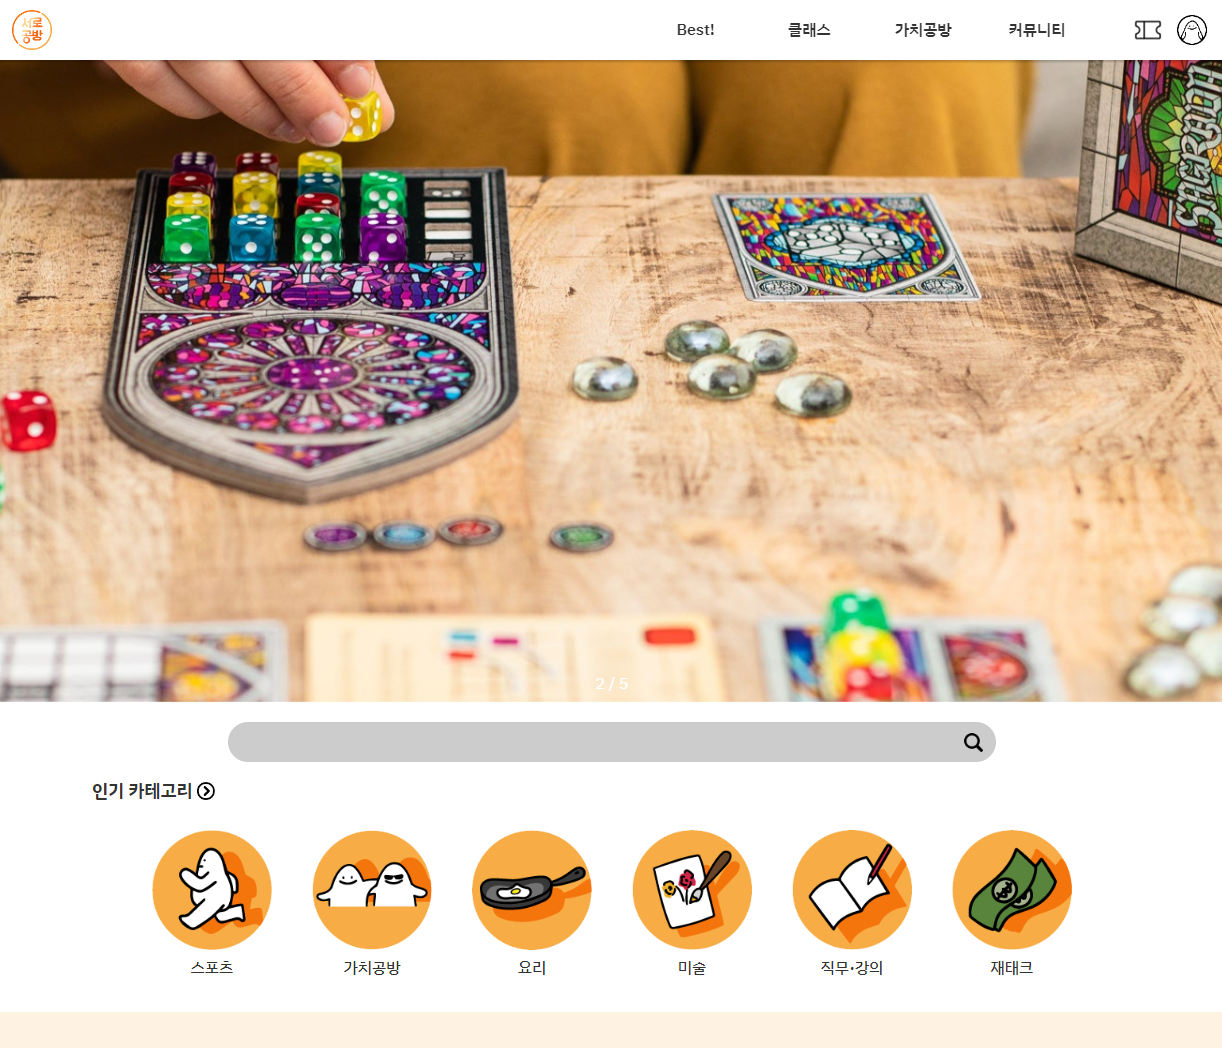 서로
공방
Best!
클래스
가치공방
커뮤니티
SAGRADA
2 / 5
인기 카테고리
스포츠
가치공방
요리
미술
직무·강의
재태크